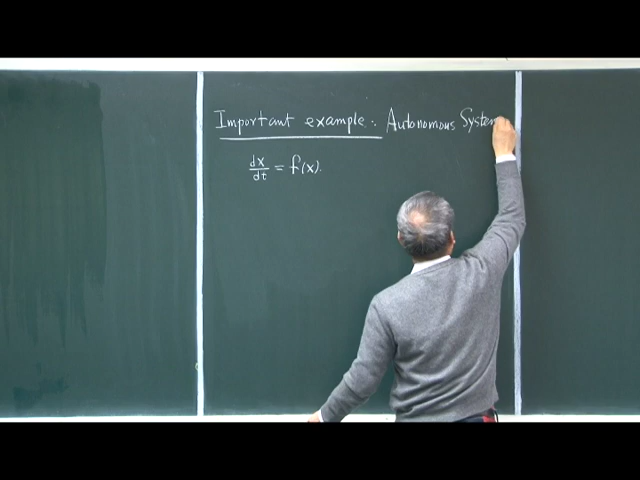 Important example : Autonomous System
dx/dt = f(x).